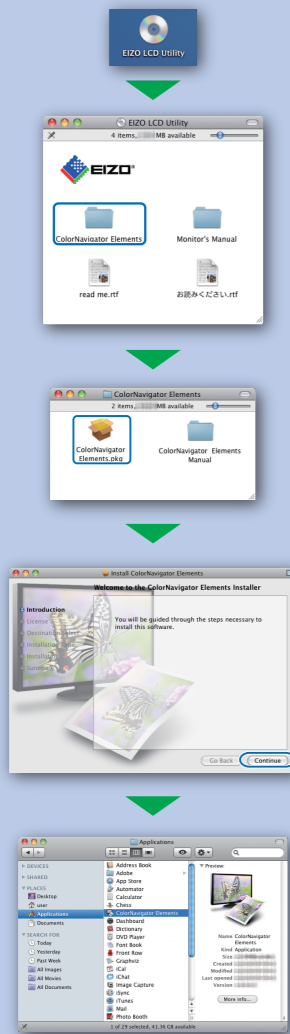 EIZO LCD Utility
EIZO LCD Utility
4 items, MB available
EIZO®
ColorNavigator Elements
Monitor's Manual
read me.rtf
お読みください.rtf
ColorNavigator Elements
2 items, MB available
ColorNavigator
Elements.pkg
ColorNavigator Elements
Manual
Install ColorNavigator Elements
Welcome to the ColorNavigator Elements Installer
Introduction
License
Destination Select
Installation Type
Installation
Summary
You will be guided through the steps necessary to
install this software.
Go Back
Continue
Applications
DEVICES
SHARED
PLACES
Desktop
user
Applications
Documents
SEARCH FOR
Today
Yesterday
Past Week
All Images
All Movies
All Documents
Address Book
Adobe
App Store
Automator
Calculator
Chess
ColorNavigator Elements
Dashboard
Dictionary
DVD Player
Font Book
Front Row
Graphviz
iCal
iChat
Image Capture
iSync
iTunes
Mail
Photo Booth
Preview:
Name ColorNavigator
Elements
Kind Application
Size
Created
Modified
Last opened
Version
More info...
1 of 29 selected, 41.36 GB available